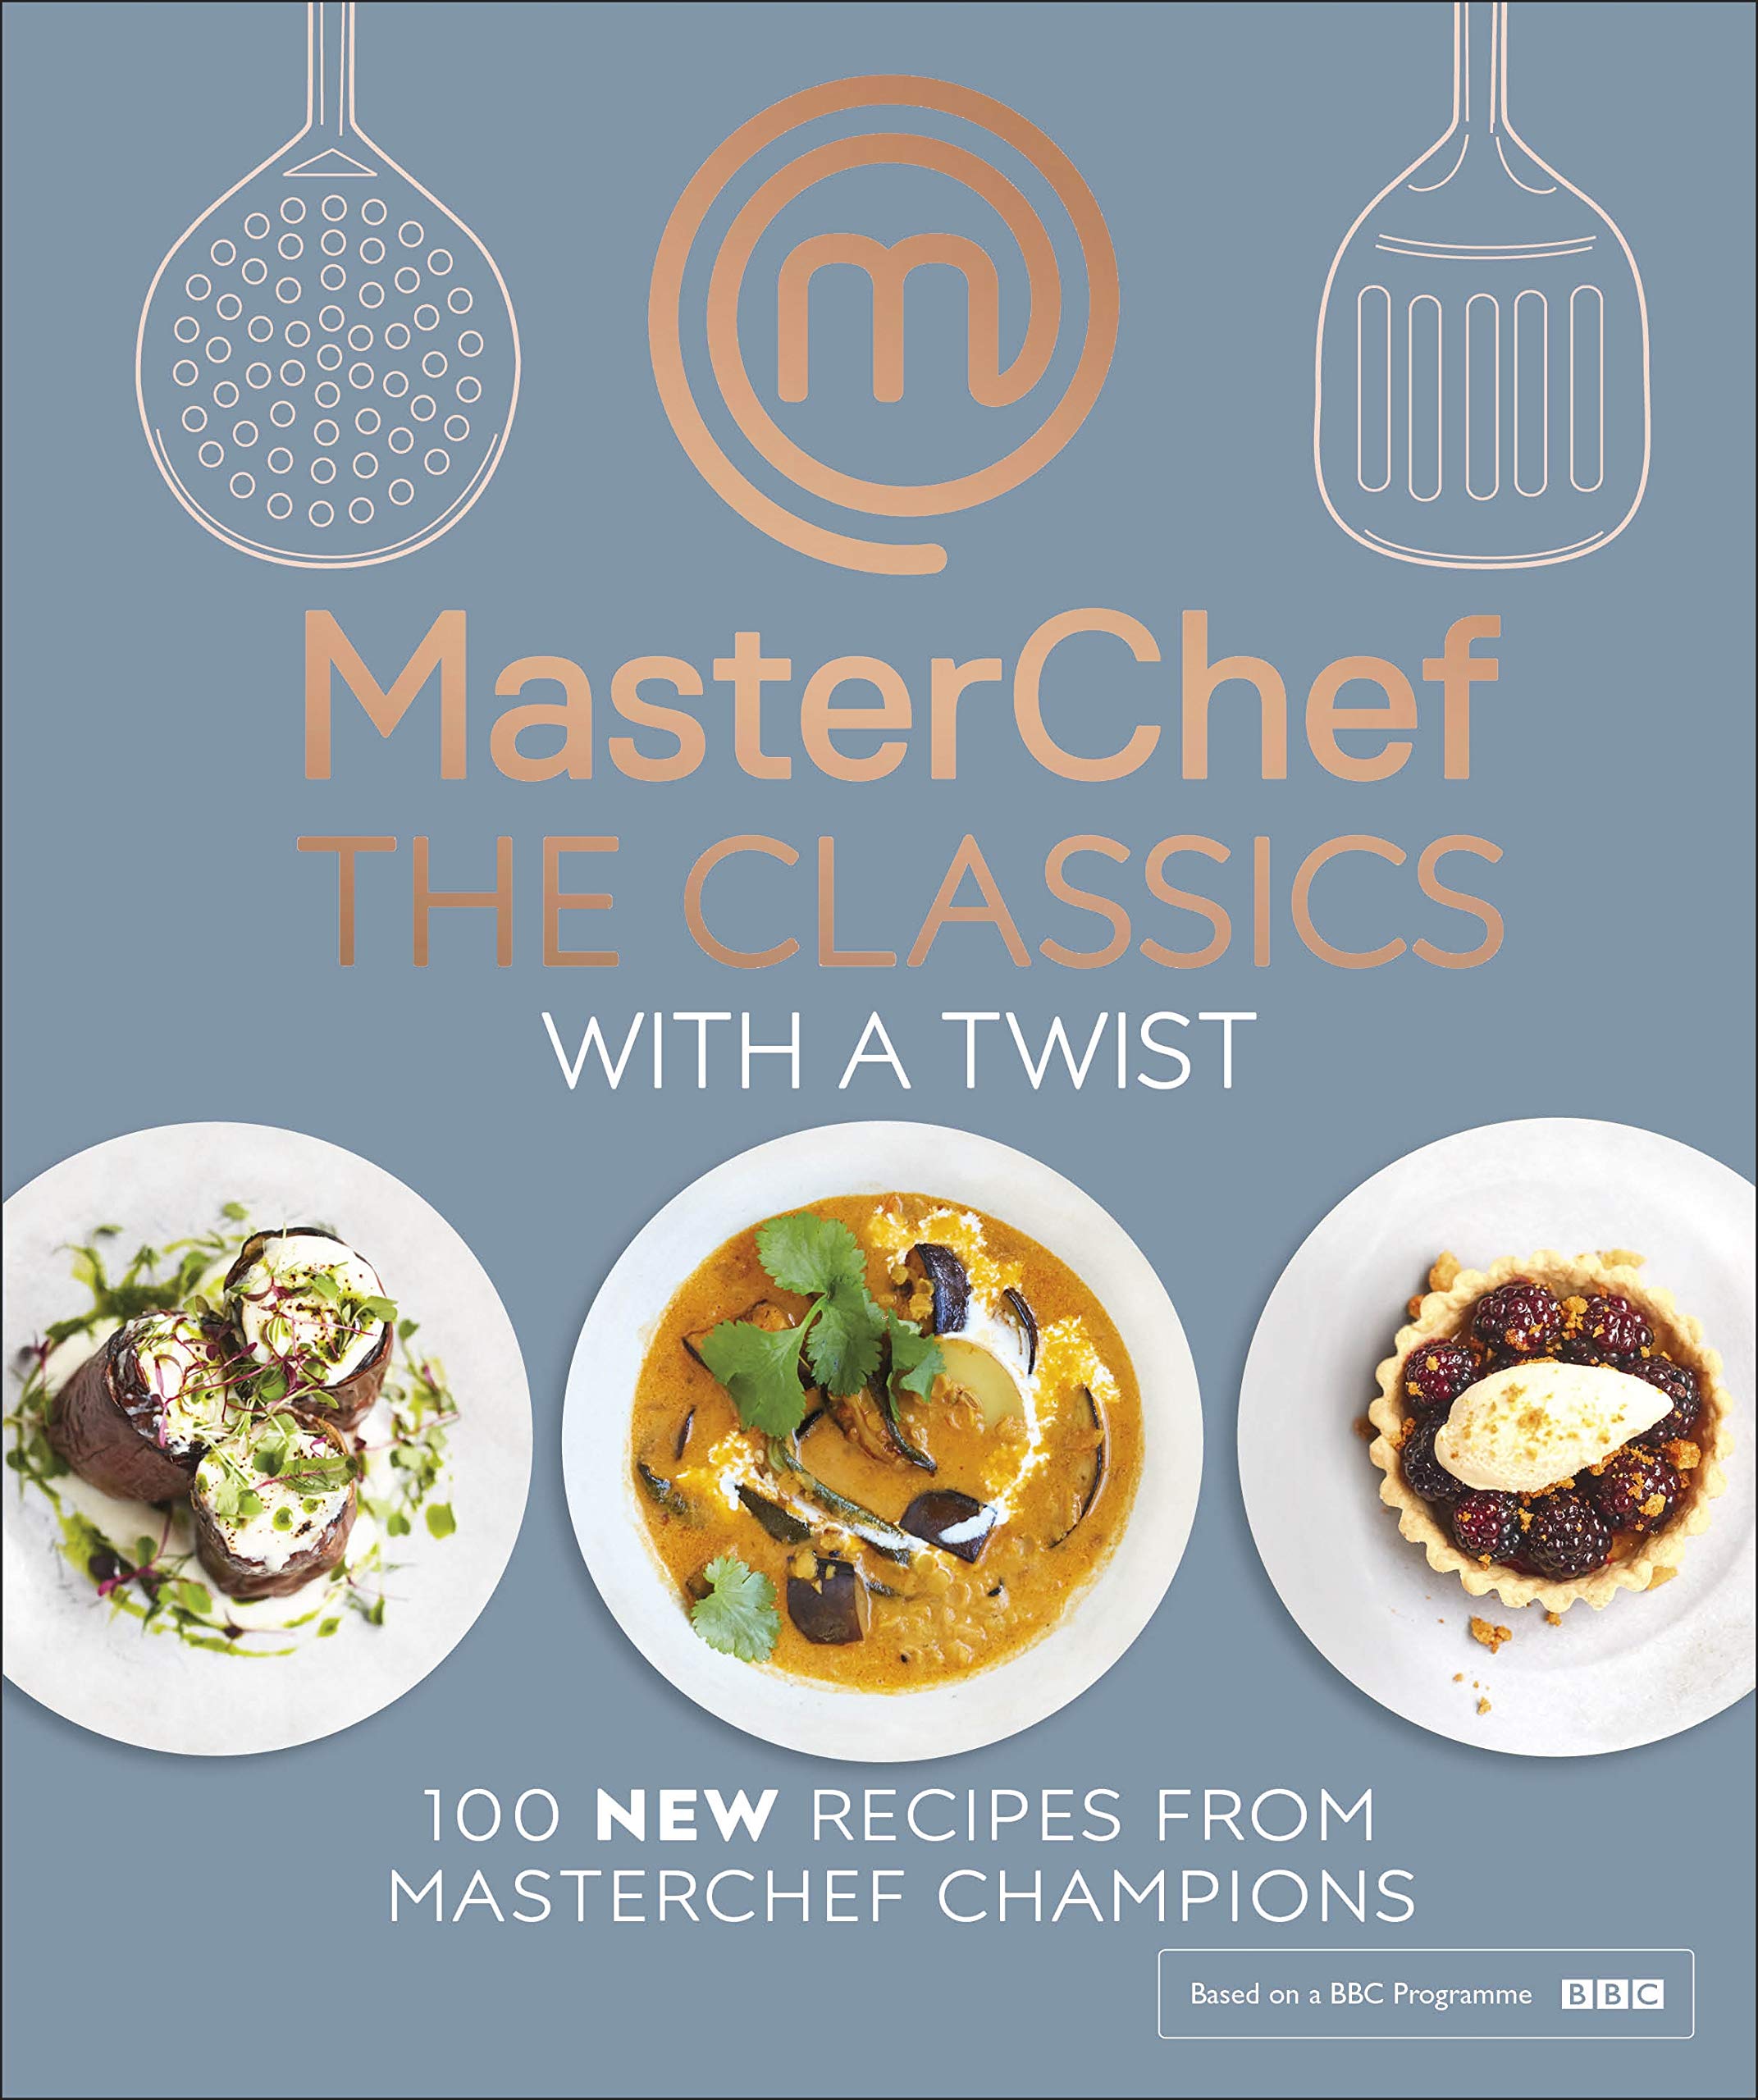 m
MasterChef
THE CLASSICS
WITH A TWIST
100 NEW RECIPES FROM
MASTERCHEF CHAMPIONS
Based on a BBC Programme BBC